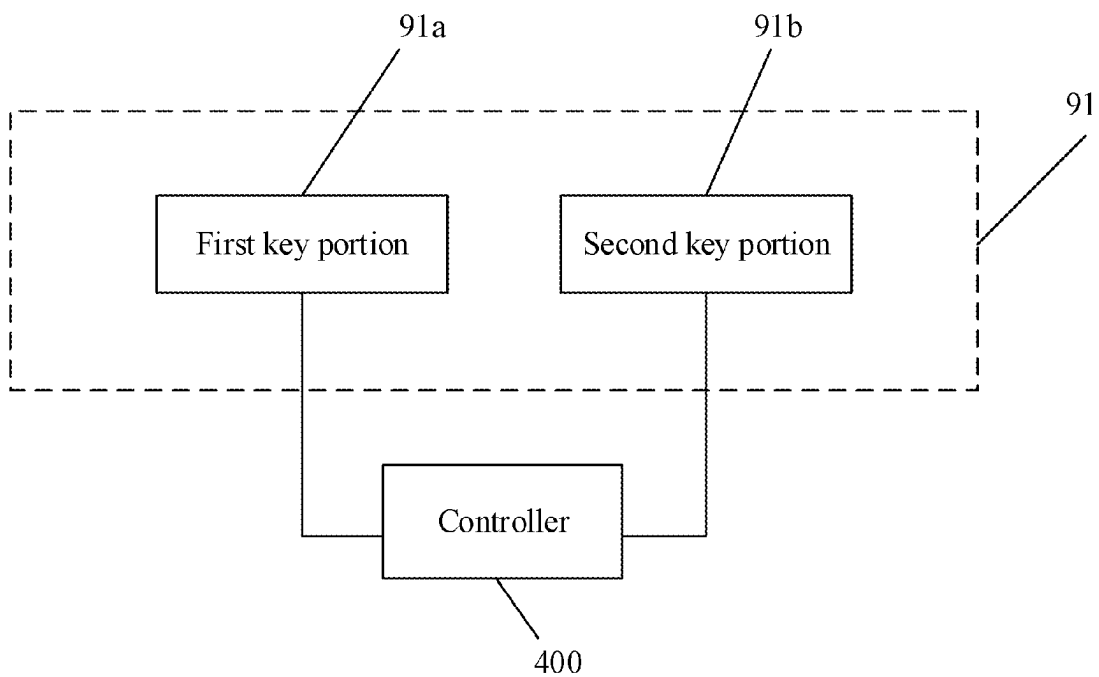 91a
91b
91
First key portion
Second key portion
Controller
400